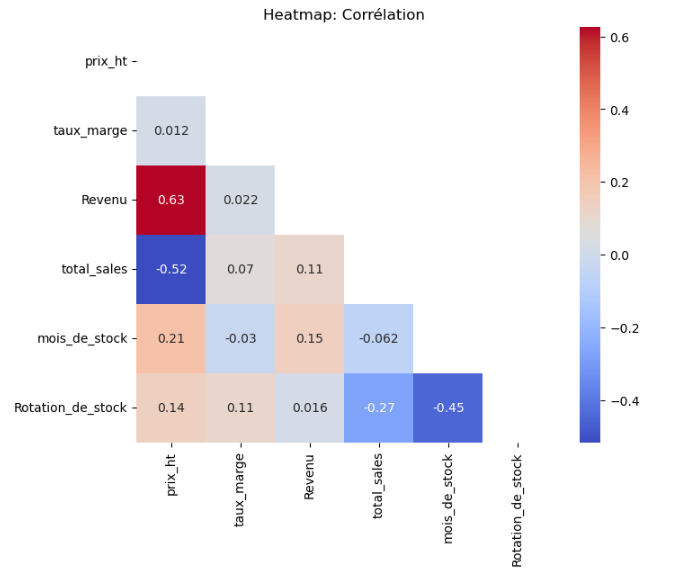 Heatmap: Corrélation
prix_ht
taux_marge 0.012
Revenu 0.63 0.022
total_sales -0.52 0.07 0.11
mois_de_stock 0.21 -0.03 0.15 -0.062
Rotation_de_stock 0.14 0.11 0.016 -0.27 -0.45
prix_ht
taux_marge
Revenu
total_sales
mois_de_stock
Rotation_de_stock
0.6
0.4
0.2
0.0
−0.2
−0.4